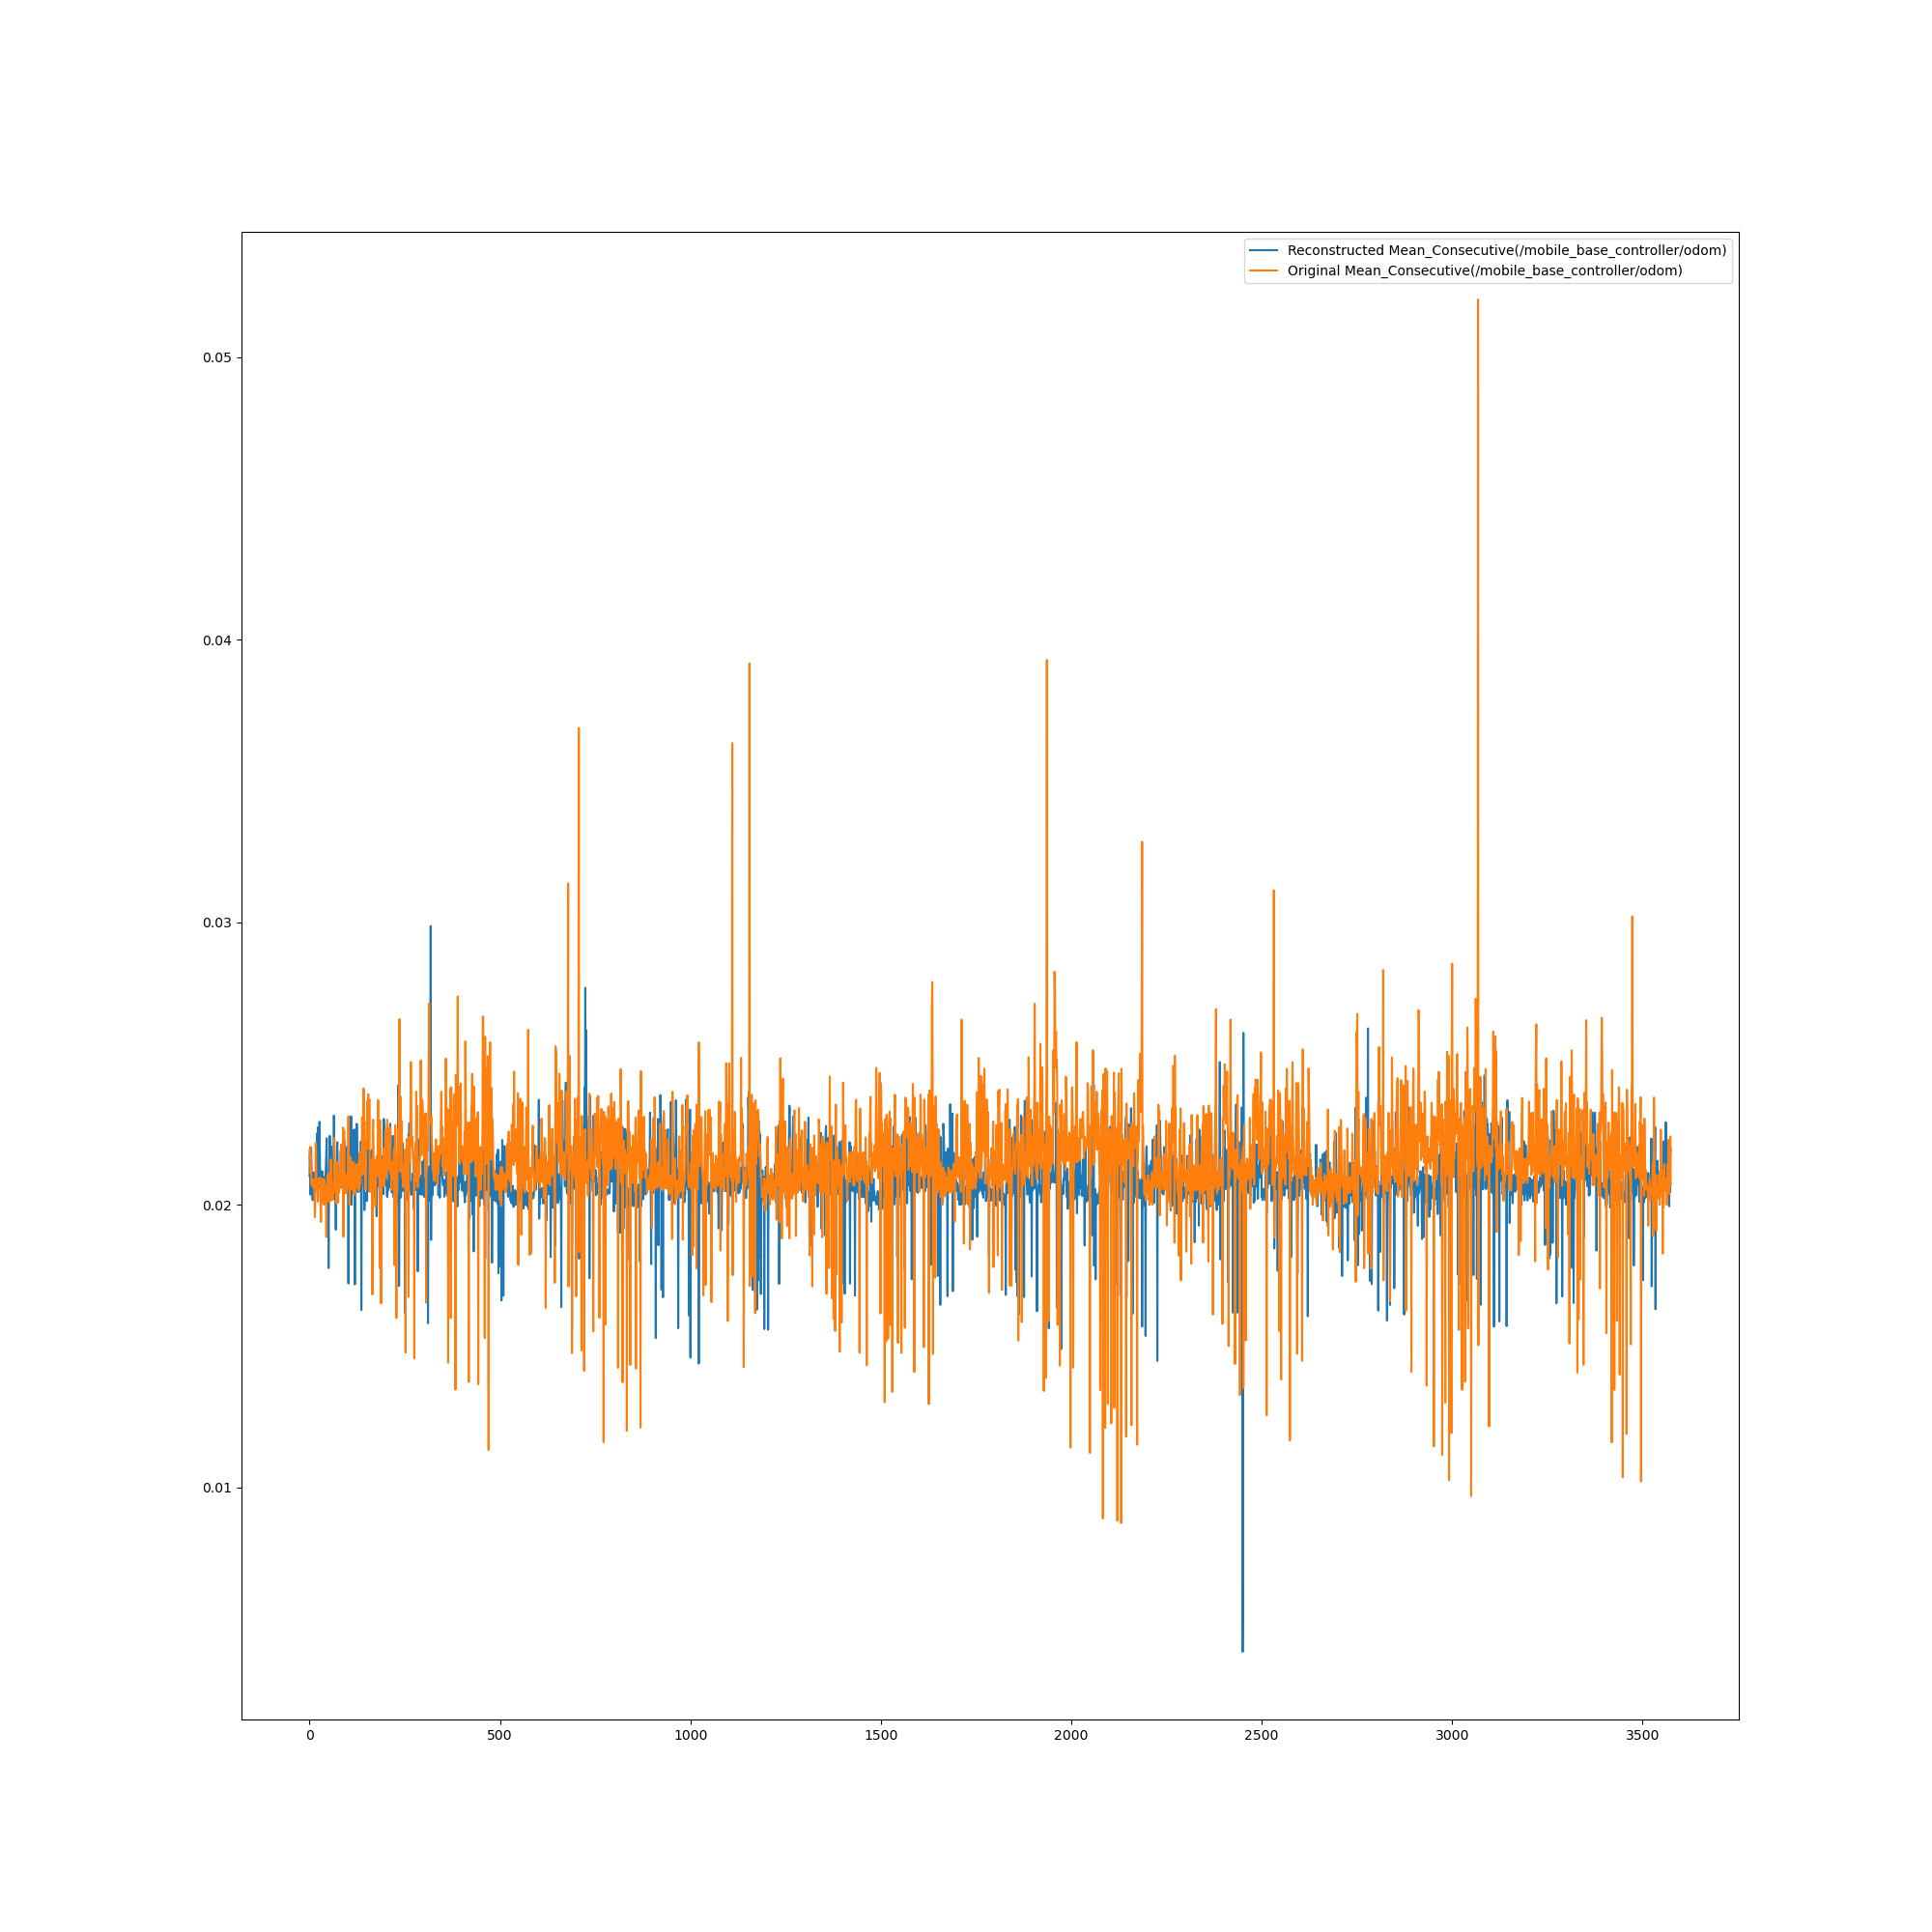 Reconstructed Mean_Consecutive(/mobile_base_controller/odom)
Original Mean_Consecutive(/mobile_base_controller/odom)
0.05
0.04
0.03
0.02
0.01
0 500 1000 1500 2000 2500 3000 3500